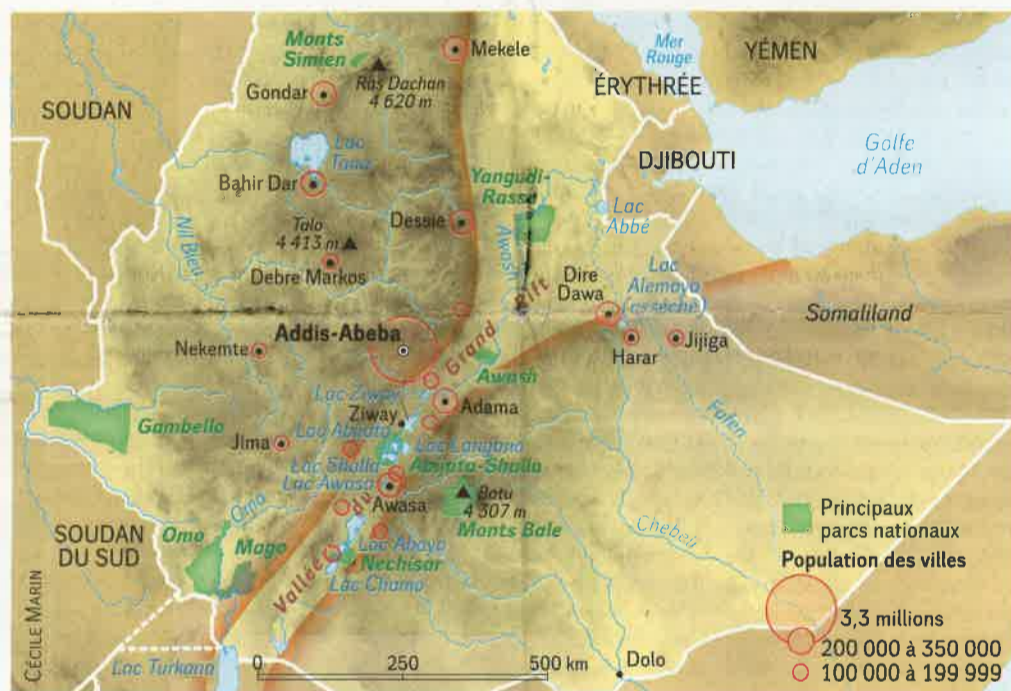 Monts
Simien
Mekele
Mer
Rouge
YÉMEN
Ras Dachan
4 620 m
ÉRYTHRÉE
SOUDAN
Gondar
Lac
Tana
DJIBOUTI
Golfe
d'Aden
Bahir Dar
Yangudi-
Rassa
Lac
Abbé
Nil Bleu
Talo
4 413 m
Dessie
Awash
Debre Markos
Dire
Dawa
Lac
Alemaya
(asséché)
Somaliland
Addis-Abeba
Nekemte
Harar
Jijiga
Vallée du Grand Rift
Awash
Lac Ziway
Ziway
Adama
Fafen
Gambella
Jima
Lac Abijata
Lac Langano
Lac Shalla
Abijata-Shalla
Lac Awasa
Awasa
Batu
4 307 m
Monts Bale
Omo
SOUDAN
DU SUD
Omo
Mago
Lac Abaya
Nechisar
Lac Chamo
Chebeli
Principaux
parcs nationaux
Population des villes
3,3 millions
200 000 à 350 000
100 000 à 199 999
Lac Turkana
0 250 500 km
Dolo
CÉCILE MARIN